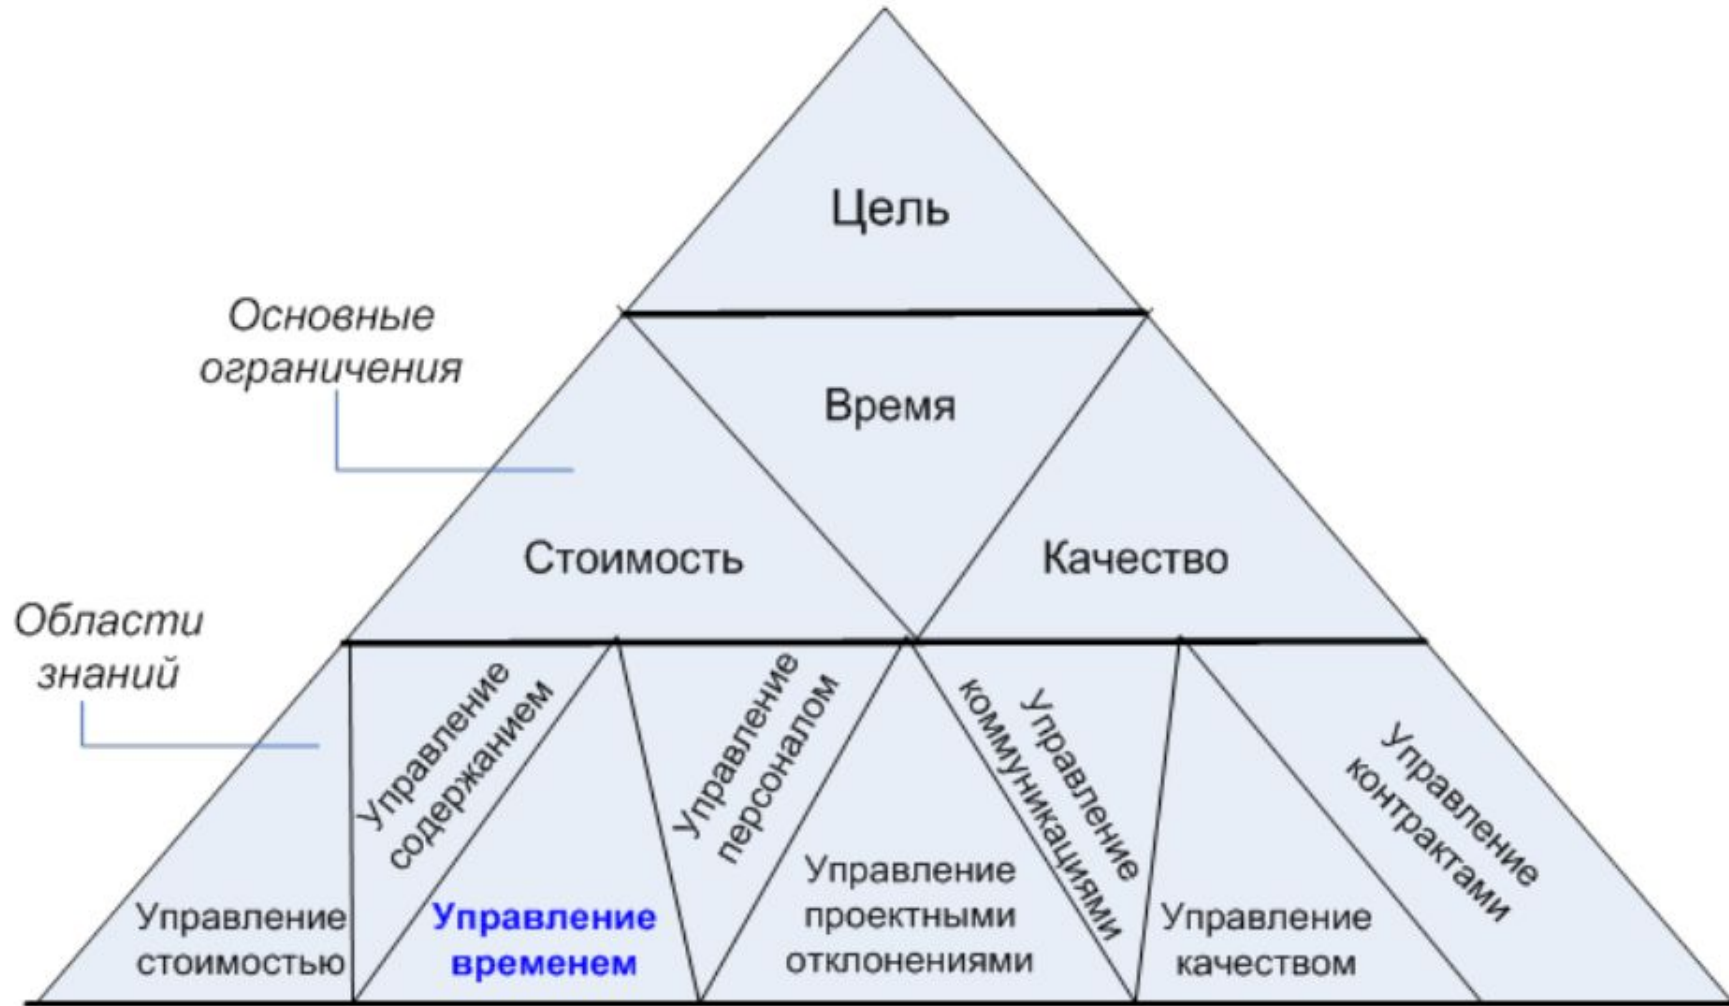 Цель
Основные
ограничения
Время
Стоимость
Качество
Области
знаний
Управление
стоимостью
Управление
содержанием
Управление
временем
Управление
персоналом
Управление
проектными
отклонениями
Управление
коммуникациями
Управление
качеством
Управление
контрактами